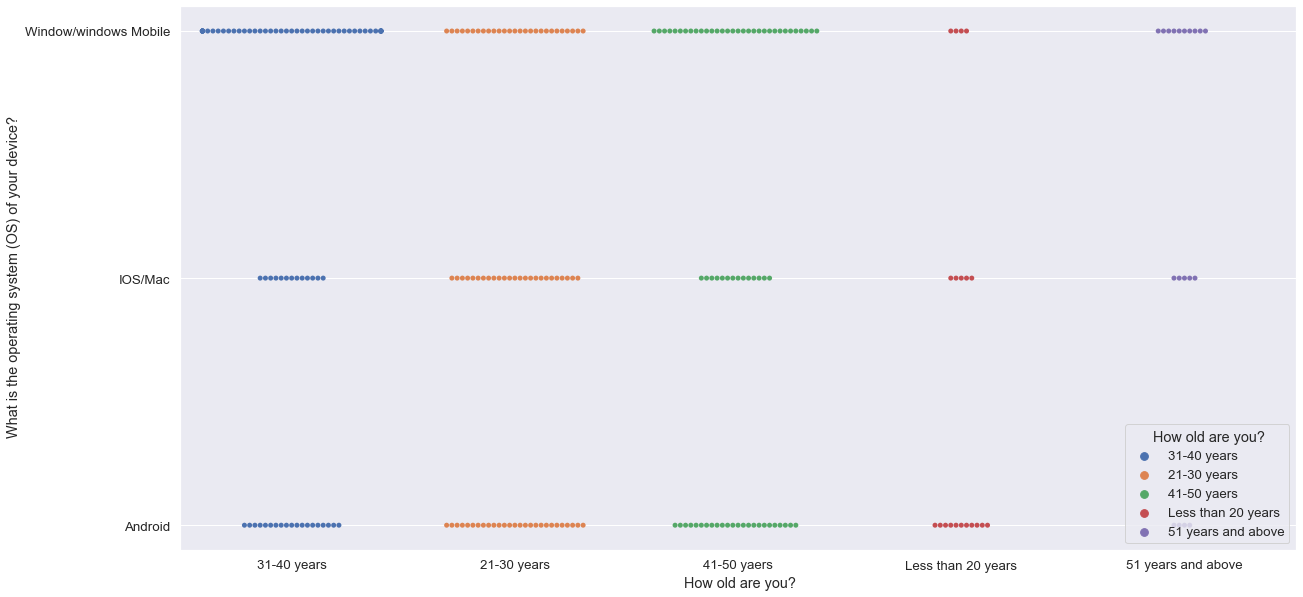 Window/windows Mobile
IOS/Mac
Android
What is the operating system (OS) of your device?
How old are you?
31-40 years
21-30 years
41-50 yaers
Less than 20 years
51 years and above
31-40 years
21-30 years
41-50 yaers
Less than 20 years
51 years and above
How old are you?